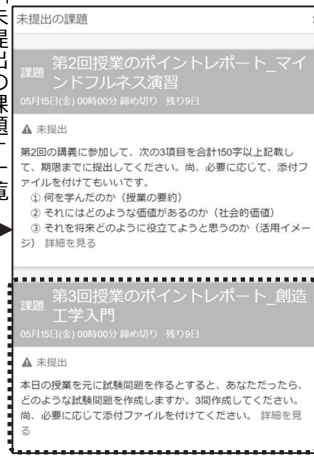 「未提出の課題」一覧
未提出の課題
課題 第2回授業のポイントレポート_マイ
ンドフルネス演習
05月15日(金) 00時00分 締め切り 残り9日
未提出
第2回の講義に参加して、次の3項目を合計150字以上記載し
て、期限までに提出してください。尚、必要に応じて、添付フ
ァイルを付けてもいいです。
① 何を学んだのか（授業の要約）
② それにはどのような価値があるのか（社会的価値）
③ それを将来どのように役立てようと思うのか（活用イメー
ジ） 詳細を見る
課題 第3回授業のポイントレポート_創造
工学入門
05月15日(金) 00時00分 締め切り 残り9日
未提出
本日の授業を元に試験問題を作るとすると、あなただったら、
どのような試験問題を作成しますか。3問作成してください。
尚、必要に応じて添付ファイルを付けてください。 詳細を見
る